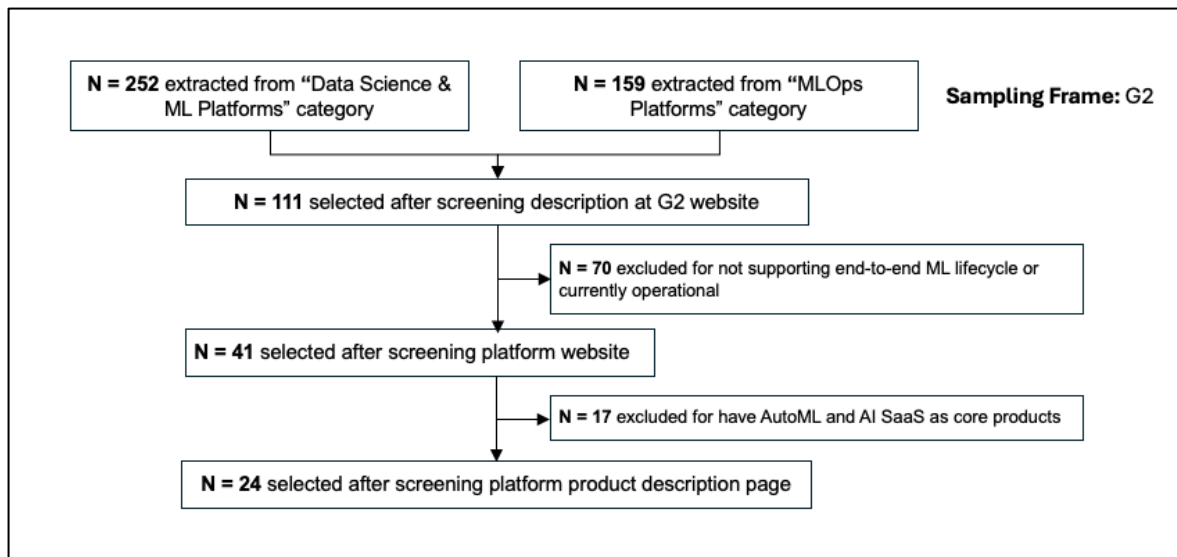 N = 252 extracted from “Data Science &
ML Platforms” category
N = 159 extracted from “MLOps
Platforms” category
Sampling Frame: G2
N = 111 selected after screening description at G2 website
N = 70 excluded for not supporting end-to-end ML lifecycle or
currently operational
N = 41 selected after screening platform website
N = 17 excluded for have AutoML and AI SaaS as core products
N = 24 selected after screening platform product description page